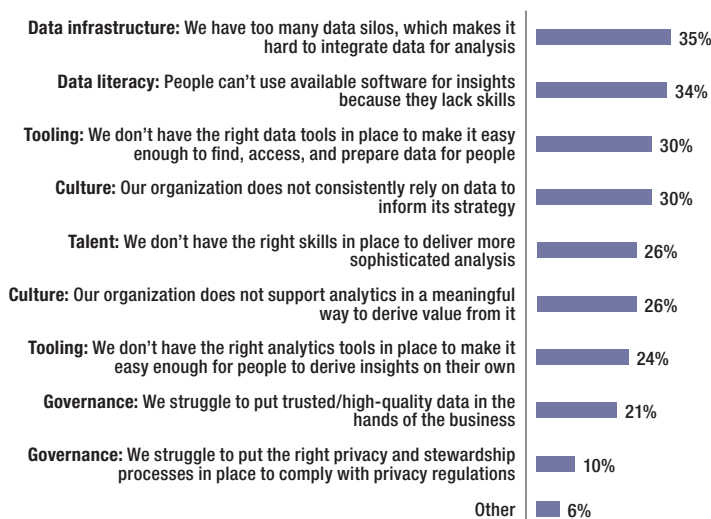 Data infrastructure: We have too many data silos, which makes it
hard to integrate data for analysis
35%
Data literacy: People can’t use available software for insights
because they lack skills
34%
Tooling: We don’t have the right data tools in place to make it easy
enough to find, access, and prepare data for people
30%
Culture: Our organization does not consistently rely on data to
inform its strategy
30%
Talent: We don’t have the right skills in place to deliver more
sophisticated analysis
26%
Culture: Our organization does not support analytics in a meaningful
way to derive value from it
26%
Tooling: We don’t have the right analytics tools in place to make it
easy enough for people to derive insights on their own
24%
Governance: We struggle to put trusted/high-quality data in the
hands of the business
21%
Governance: We struggle to put the right privacy and stewardship
processes in place to comply with privacy regulations
10%
Other
6%